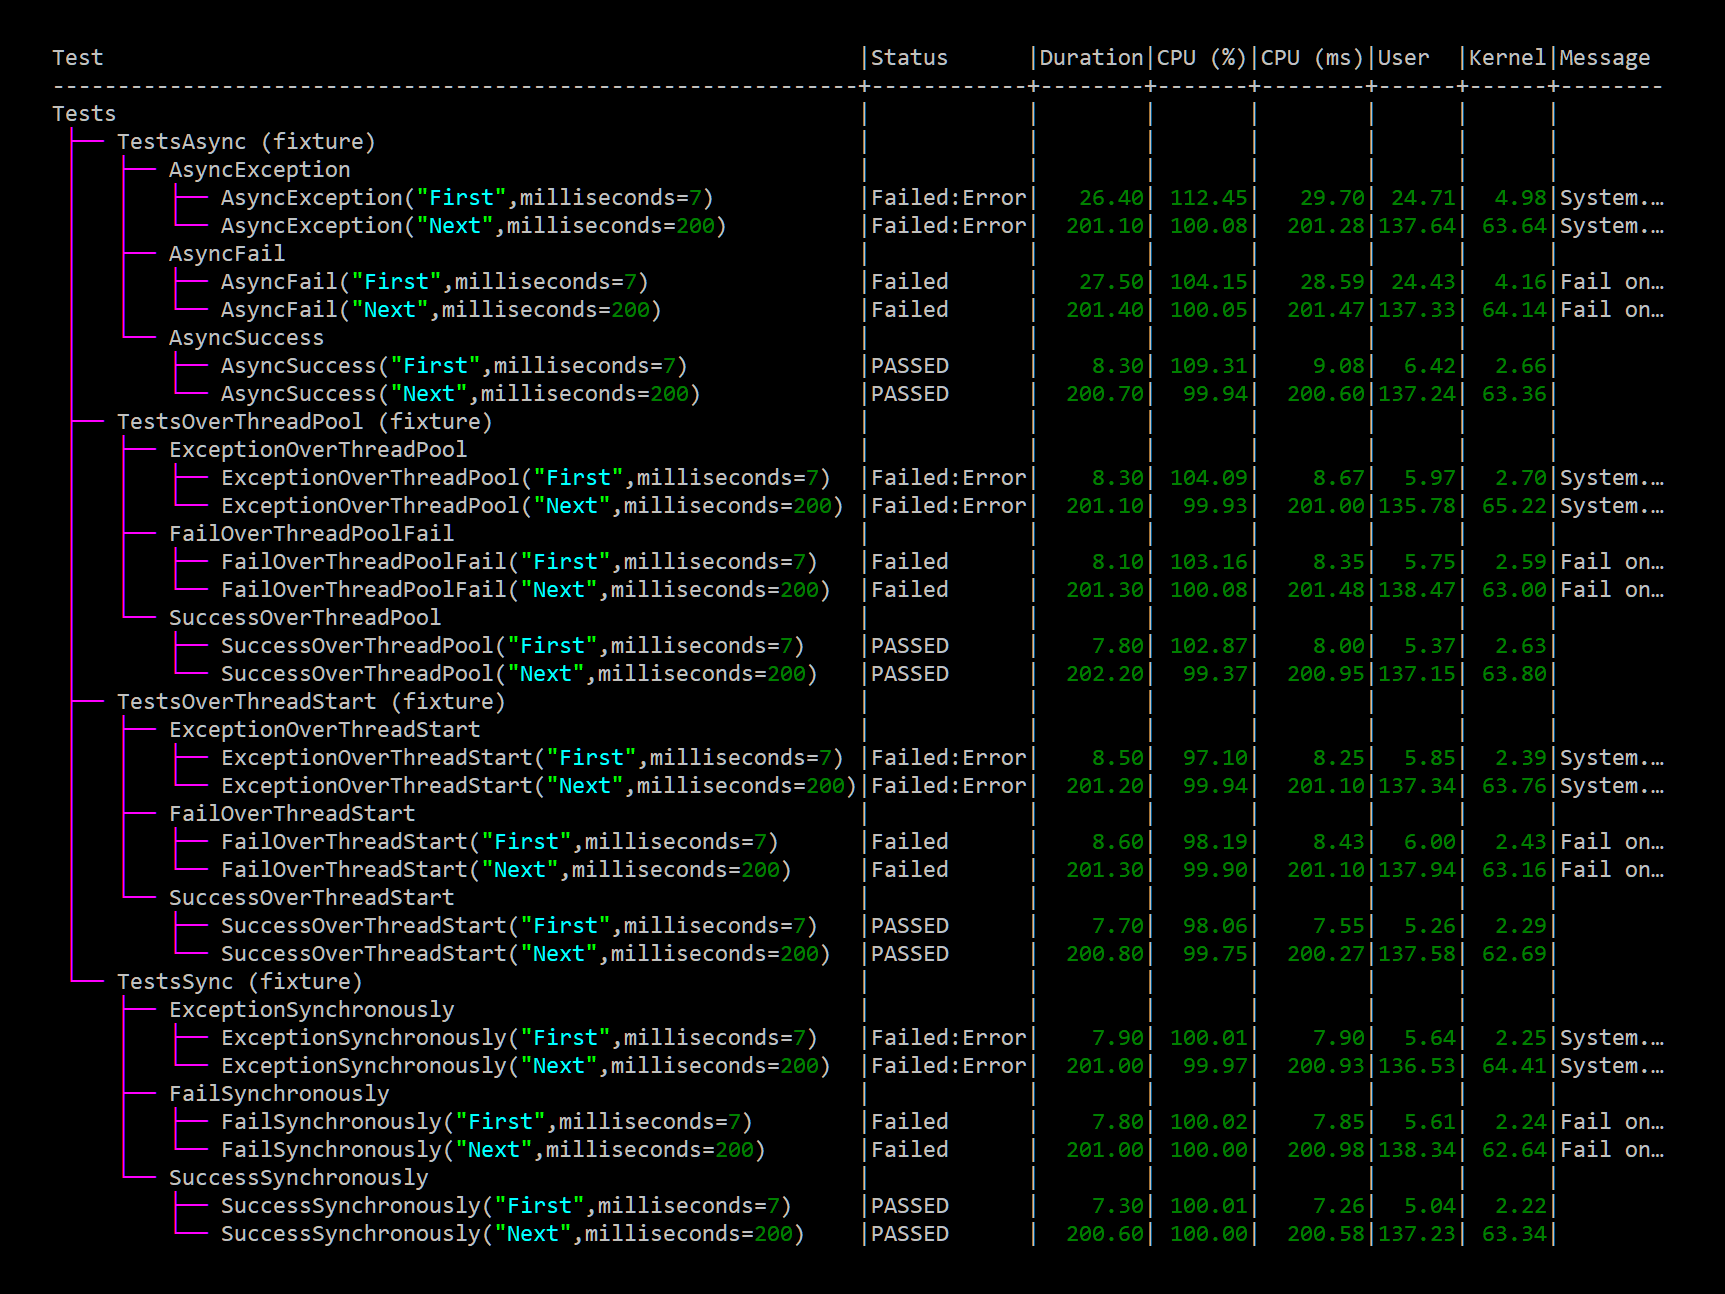 Test |Status |Duration|CPU (%)|CPU (ms)|User |Kernel|Message
--------------------------------------------------------------+------------+--------+-------+--------+------+------+--------
Tests | | | | | | |
├── TestsAsync (fixture) | | | | | | |
│ ├── AsyncException | | | | | | |
│ │ ├── AsyncException("First",milliseconds=7) |Failed:Error| 26.40| 112.45| 29.70| 24.71| 4.98|System.…
│ │ └── AsyncException("Next",milliseconds=200) |Failed:Error| 201.10| 100.08| 201.28|137.64| 63.64|System.…
│ ├── AsyncFail | | | | | | |
│ │ ├── AsyncFail("First",milliseconds=7) |Failed | 27.50| 104.15| 28.59| 24.43| 4.16|Fail on…
│ │ └── AsyncFail("Next",milliseconds=200) |Failed | 201.40| 100.05| 201.47|137.33| 64.14|Fail on…
│ └── AsyncSuccess | | | | | | |
│ ├── AsyncSuccess("First",milliseconds=7) |PASSED | 8.30| 109.31| 9.08| 6.42| 2.66|
│ └── AsyncSuccess("Next",milliseconds=200) |PASSED | 200.70| 99.94| 200.60|137.24| 63.36|
├── TestsOverThreadPool (fixture) | | | | | | |
│ ├── ExceptionOverThreadPool | | | | | | |
│ │ ├── ExceptionOverThreadPool("First",milliseconds=7) |Failed:Error| 8.30| 104.09| 8.67| 5.97| 2.70|System.…
│ │ └── ExceptionOverThreadPool("Next",milliseconds=200) |Failed:Error| 201.10| 99.93| 201.00|135.78| 65.22|System.…
│ ├── FailOverThreadPoolFail | | | | | | |
│ │ ├── FailOverThreadPoolFail("First",milliseconds=7) |Failed | 8.10| 103.16| 8.35| 5.75| 2.59|Fail on…
│ │ └── FailOverThreadPoolFail("Next",milliseconds=200) |Failed | 201.30| 100.08| 201.48|138.47| 63.00|Fail on…
│ └── SuccessOverThreadPool | | | | | | |
│ ├── SuccessOverThreadPool("First",milliseconds=7) |PASSED | 7.80| 102.87| 8.00| 5.37| 2.63|
│ └── SuccessOverThreadPool("Next",milliseconds=200) |PASSED | 202.20| 99.37| 200.95|137.15| 63.80|
├── TestsOverThreadStart (fixture) | | | | | | |
│ ├── ExceptionOverThreadStart | | | | | | |
│ │ ├── ExceptionOverThreadStart("First",milliseconds=7) |Failed:Error| 8.50| 97.10| 8.25| 5.85| 2.39|System.…
│ │ └── ExceptionOverThreadStart("Next",milliseconds=200)|Failed:Error| 201.20| 99.94| 201.10|137.34| 63.76|System.…
│ ├── FailOverThreadStart | | | | | | |
│ │ ├── FailOverThreadStart("First",milliseconds=7) |Failed | 8.60| 98.19| 8.43| 6.00| 2.43|Fail on…
│ │ └── FailOverThreadStart("Next",milliseconds=200) |Failed | 201.30| 99.90| 201.10|137.94| 63.16|Fail on…
│ └── SuccessOverThreadStart | | | | | | |
│ ├── SuccessOverThreadStart("First",milliseconds=7) |PASSED | 7.70| 98.06| 7.55| 5.26| 2.29|
│ └── SuccessOverThreadStart("Next",milliseconds=200) |PASSED | 200.80| 99.75| 200.27|137.58| 62.69|
└── TestsSync (fixture) | | | | | | |
├── ExceptionSynchronously | | | | | | |
│ ├── ExceptionSynchronously("First",milliseconds=7) |Failed:Error| 7.90| 100.01| 7.90| 5.64| 2.25|System.…
│ └── ExceptionSynchronously("Next",milliseconds=200) |Failed:Error| 201.00| 99.97| 200.93|136.53| 64.41|System.…
├── FailSynchronously | | | | | | |
│ ├── FailSynchronously("First",milliseconds=7) |Failed | 7.80| 100.02| 7.85| 5.61| 2.24|Fail on…
│ └── FailSynchronously("Next",milliseconds=200) |Failed | 201.00| 100.00| 200.98|138.34| 62.64|Fail on…
└── SuccessSynchronously | | | | | | |
├── SuccessSynchronously("First",milliseconds=7) |PASSED | 7.30| 100.01| 7.26| 5.04| 2.22|
└── SuccessSynchronously("Next",milliseconds=200) |PASSED | 200.60| 100.00| 200.58|137.23| 63.34|